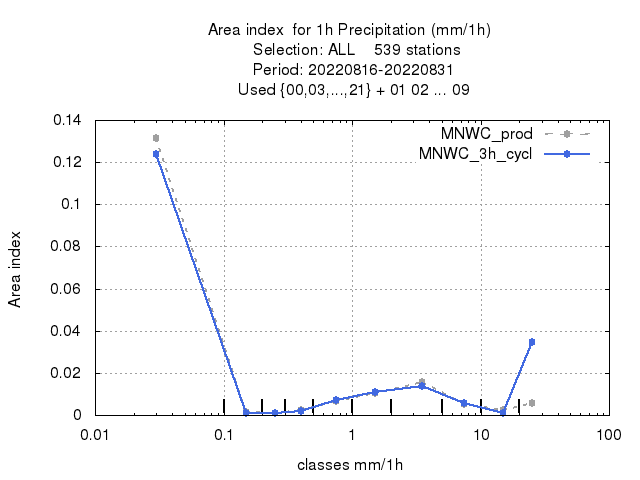 Area index  for 1h Precipitation (mm/1h)
Selection: ALL    539 stations
Period: 20220816-20220831
Used {00,03,...,21} + 01 02 ... 09
MNWC_prod
MNWC_3h_cycl
0.14
0.12
0.1
0.08
0.06
0.04
0.02
0
Area index
0.01
0.1
1
10
100
classes mm/1h